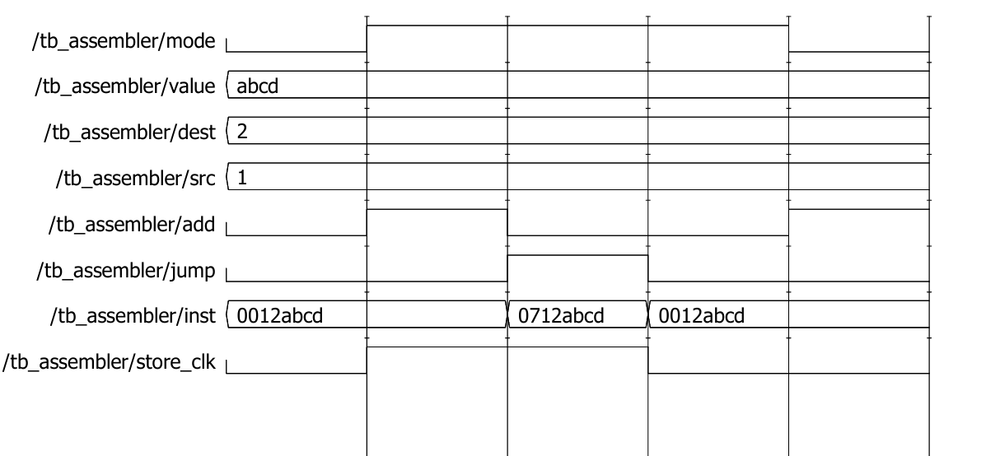 /tb_assembler/mode
/tb_assembler/value abcd
/tb_assembler/dest 2
/tb_assembler/src 1
/tb_assembler/add
/tb_assembler/jump
/tb_assembler/inst 0012abcd 0712abcd 0012abcd
/tb_assembler/store_clk